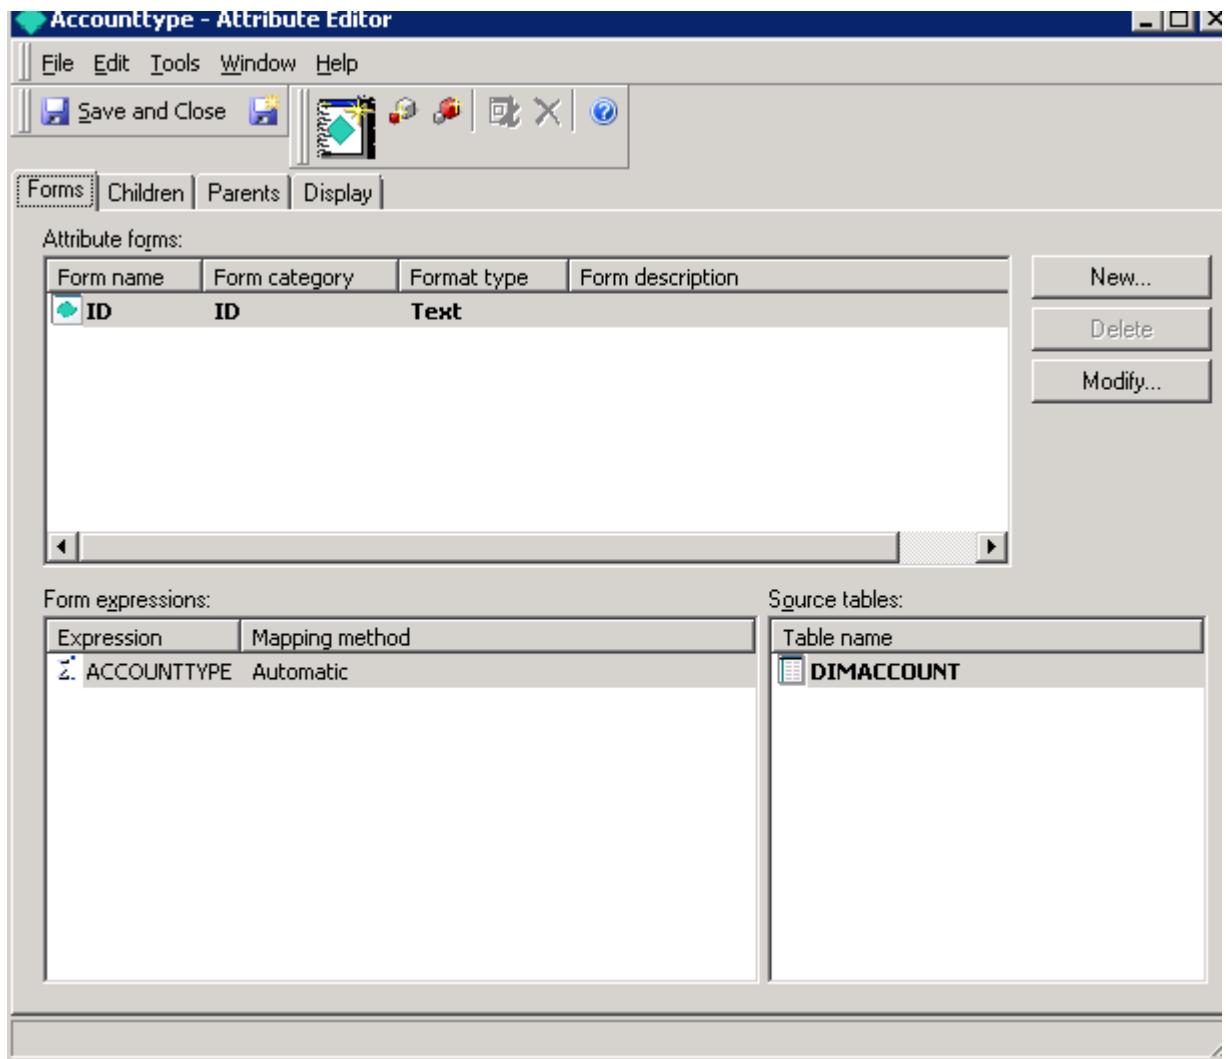 Accounttype - Attribute Editor
File Edit Tools Window Help
Save and Close
Forms Children Parents Display
Attribute forms:
Form name Form category Format type Form description
ID ID Text
New...
Delete
Modify...
Form expressions:
Expression Mapping method
ACCOUNTTYPE Automatic
Source tables:
Table name
DIMACCOUNT